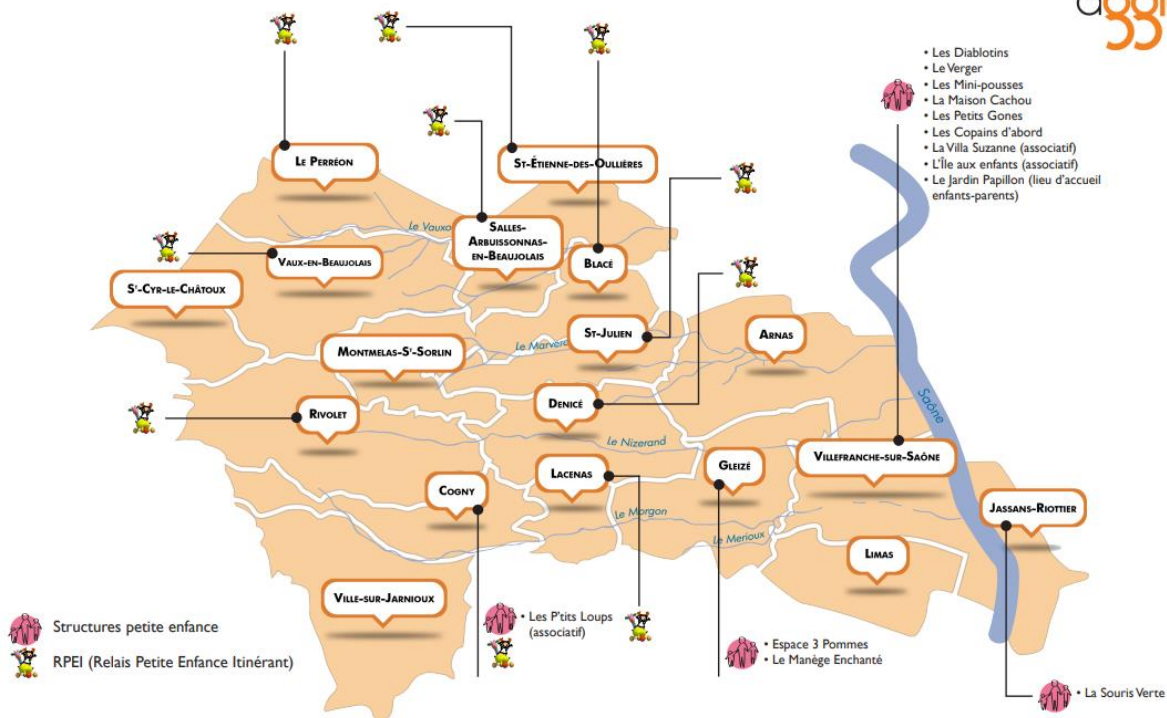 aggl
• Les Diablotins
• Le Verger
• Les Mini-pousses
• La Maison Cachou
• Les Petits Gones
• Les Copains d'abord
• La Villa Suzanne (associatif)
• L'Île aux enfants (associatif)
• Le Jardin Papillon (lieu d'accueil
enfants-parents)
Le Perréon
St-Étienne-des-Oullières
Le Vauxo
Salles-
Arbuissonnas-
en-Beaujolais
Vaux-en-Beaujolais
Blacé
St-Cyr-le-Châtoux
St-Julien
Arnas
Le Marvera
Montmelas-St-Sorlin
Saône
Rivolet
Denicé
Le Nizerand
Villefranche-sur-Saône
Gleizé
Lacenas
Cogny
Jassans-Riottier
Le Morgon
Le Merioux
Limas
Ville-sur-Jarnioux
• Les P'tits Loups
(associatif)
Structures petite enfance
RPEI (Relais Petite Enfance Itinérant)
• Espace 3 Pommes
• Le Manège Enchanté
• La Souris Verte